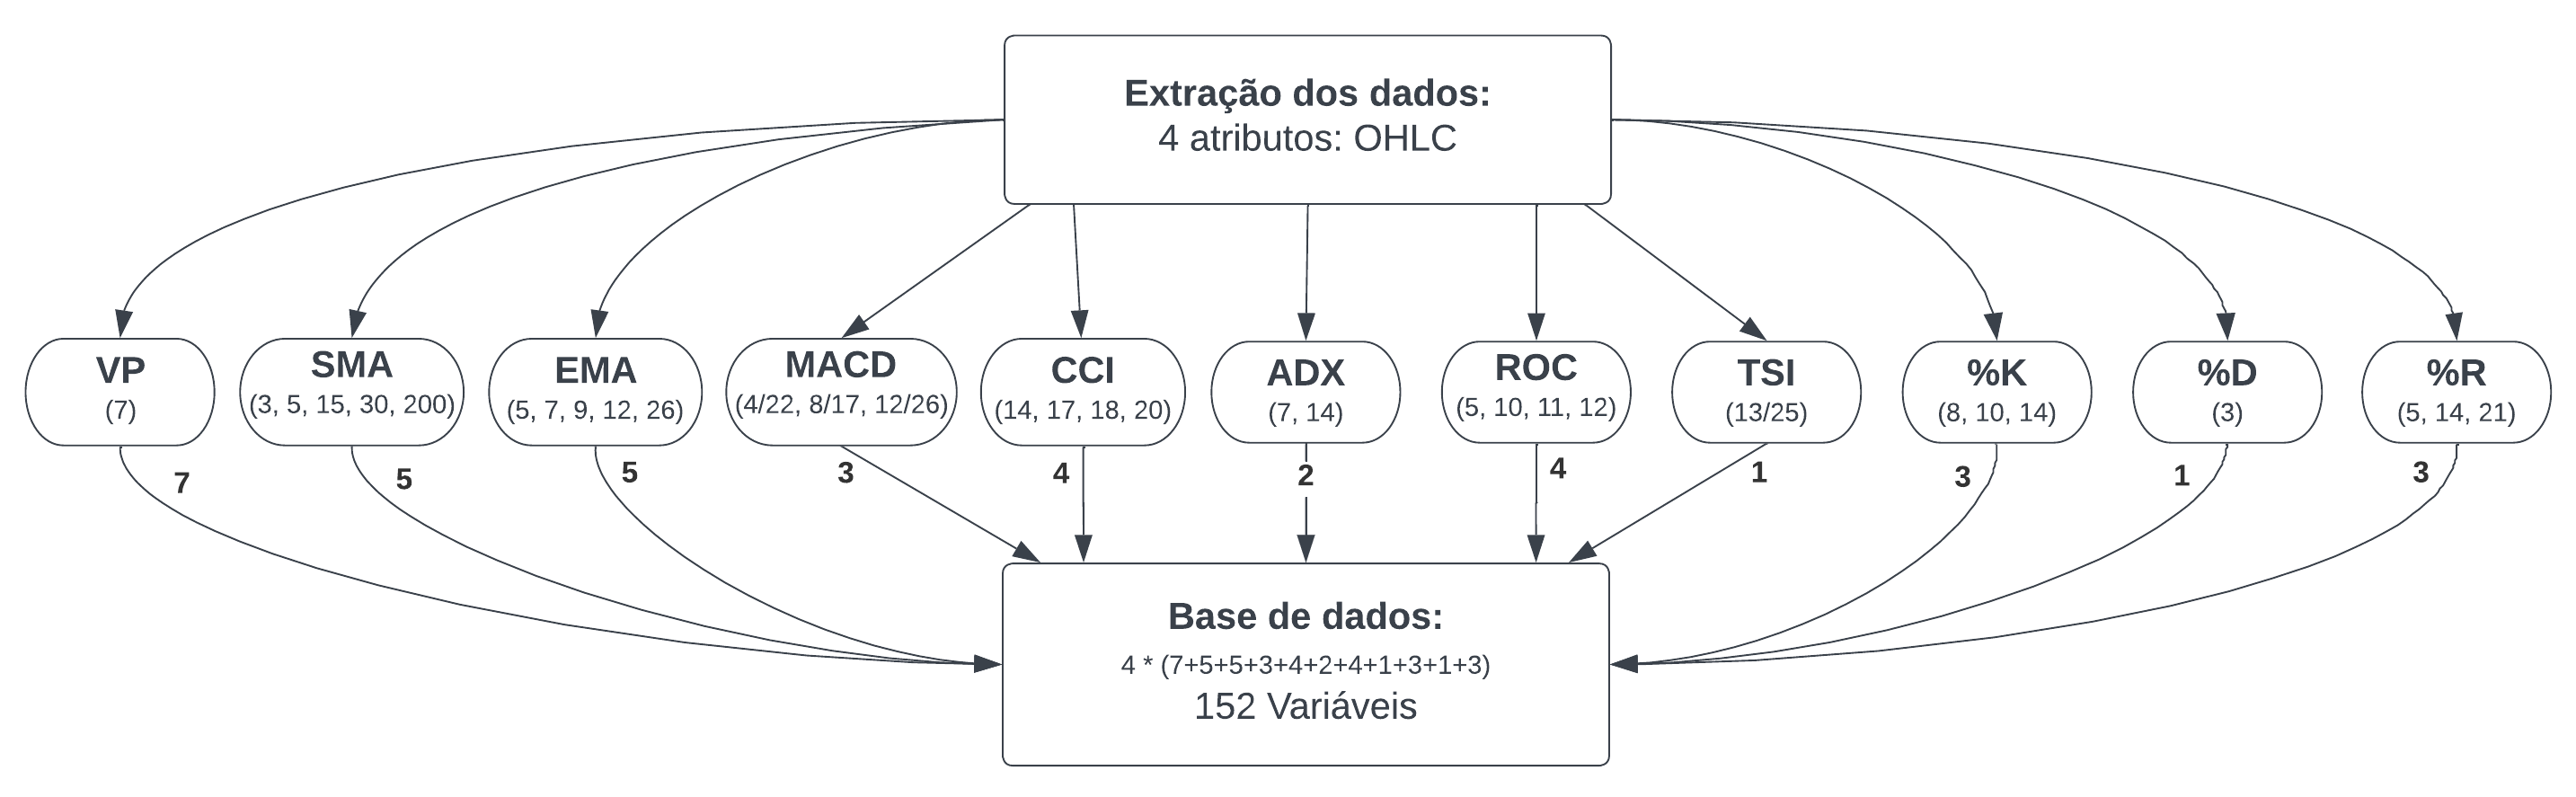 Extração dos dados:
4 atributos: OHLC
VP
(7)
SMA
(3, 5, 15, 30, 200)
EMA
(5, 7, 9, 12, 26)
MACD
(4/22, 8/17, 12/26)
CCI
(14, 17, 18, 20)
ADX
(7, 14)
ROC
(5, 10, 11, 12)
TSI
(13/25)
%K
(8, 10, 14)
%D
(3)
%R
(5, 14, 21)
7
5
5
3
4
2
4
1
3
1
3
Base de dados:
4 * (7+5+5+3+4+2+4+1+3+1+3)
152 Variáveis